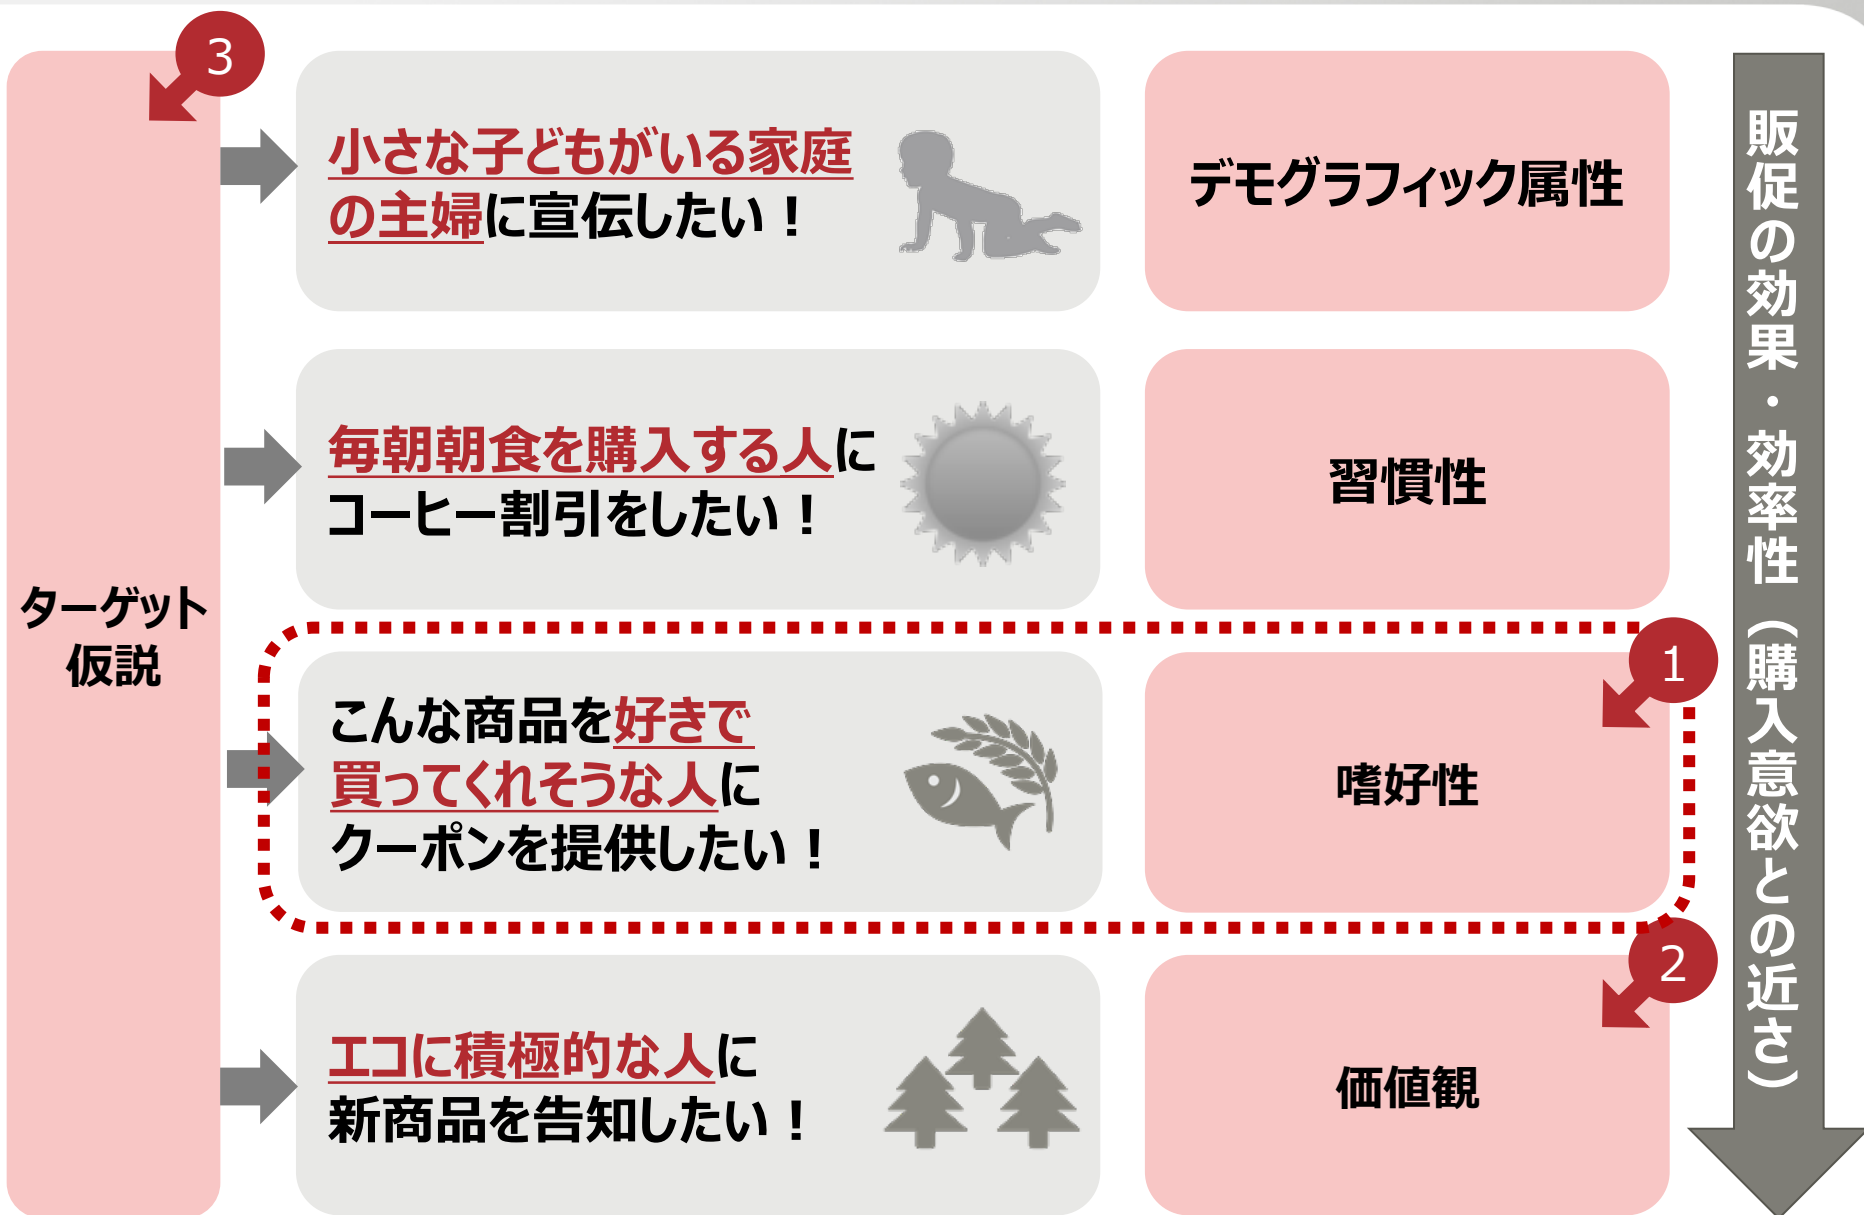 3
ターゲット
仮説
小さな子どもがいる家庭
の主婦に宣伝したい！
デモグラフィック属性
毎朝朝食を購入する人に
コーヒー割引をしたい！
習慣性
1
こんな商品を好きで
買ってくれそうな人に
クーポンを提供したい！
嗜好性
2
エコに積極的な人に
新商品を告知したい！
価値観
販促の効果・効率性（購入意欲との近さ）